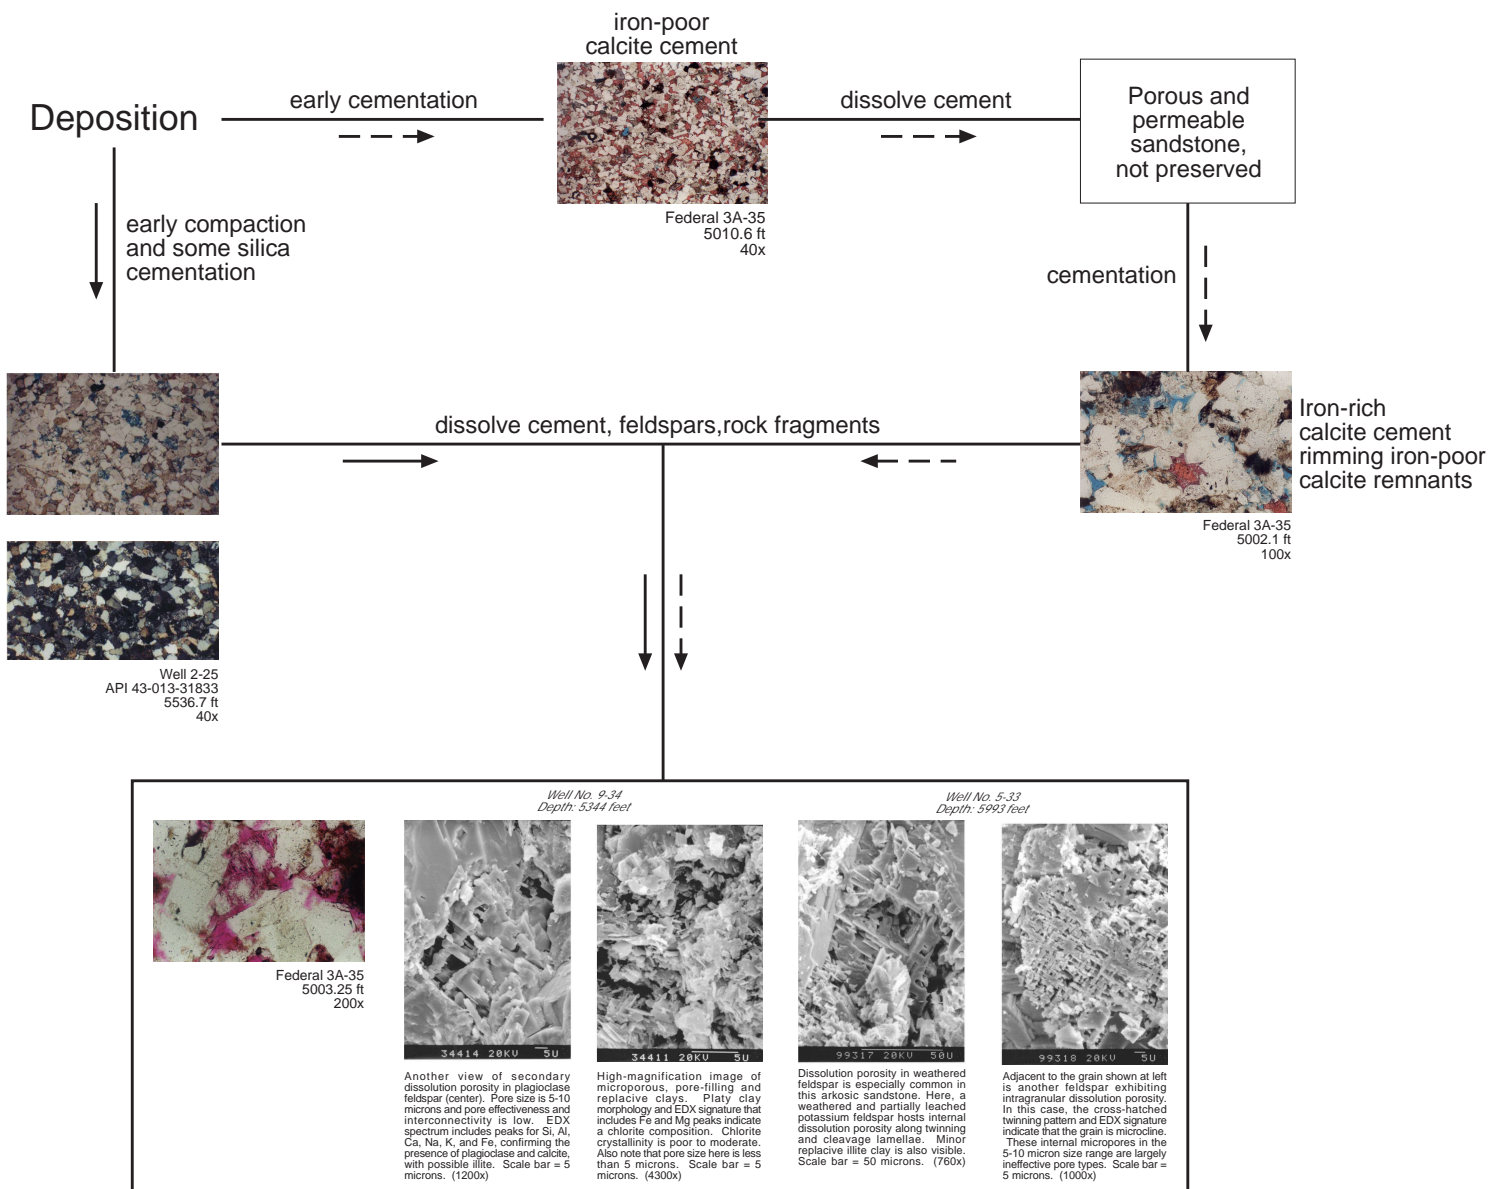 iron-poor
calcite cement
Deposition
early cementation
dissolve cement
Porous and
permeable
sandstone,
not preserved
Federal 3A-35
5010.6 ft
40x
early compaction
and some silica
cementation
cementation
dissolve cement, feldspars,rock fragments
Iron-rich
calcite cement
rimming iron-poor
calcite remnants
Federal 3A-35
5002.1 ft
100x
Well 2-25
API 43-013-31833
5536.7 ft
40x
Well No. 9-34
Depth: 5344 feet
Well No. 5-33
Depth: 5993 feet
Federal 3A-35
5003.25 ft
200x
34414 20KV 5U
34411 20KV 5U
99317 20KV 50U
99318 20KV 5U
Another view of secondary
dissolution porosity in plagioclase
feldspar (center). Pore size is 5-10
microns and pore effectiveness and
interconnectivity is low. EDX
spectrum includes peaks for Si, Al,
Ca, Na, K, and Fe, confirming the
presence of plagioclase and calcite,
with possible illite. Scale bar = 5
microns. (1200x)
High-magnification image of
microporous, pore-filling and
replacive clays. Platy clay
morphology and EDX signature that
includes Fe and Mg peaks indicate
a chlorite composition. Chlorite
crystallinity is poor to moderate.
Also note that pore size here is less
than 5 microns. Scale bar = 5
microns. (4300x)
Dissolution porosity in weathered
feldspar is especially common in
this arkosic sandstone. Here, a
weathered and partially leached
potassium feldspar hosts internal
dissolution porosity along twinning
and cleavage lamellae. Minor
replacive illite clay is also visible.
Scale bar = 50 microns. (760x)
Adjacent to the grain shown at left
is another feldspar exhibiting
intragranular dissolution porosity.
In this case, the cross-hatched
twinning pattern and EDX signature
indicate that the grain is microcline.
These internal micropores in the
5-10 micron size range are largely
ineffective pore types. Scale bar =
5 microns. (1000x)